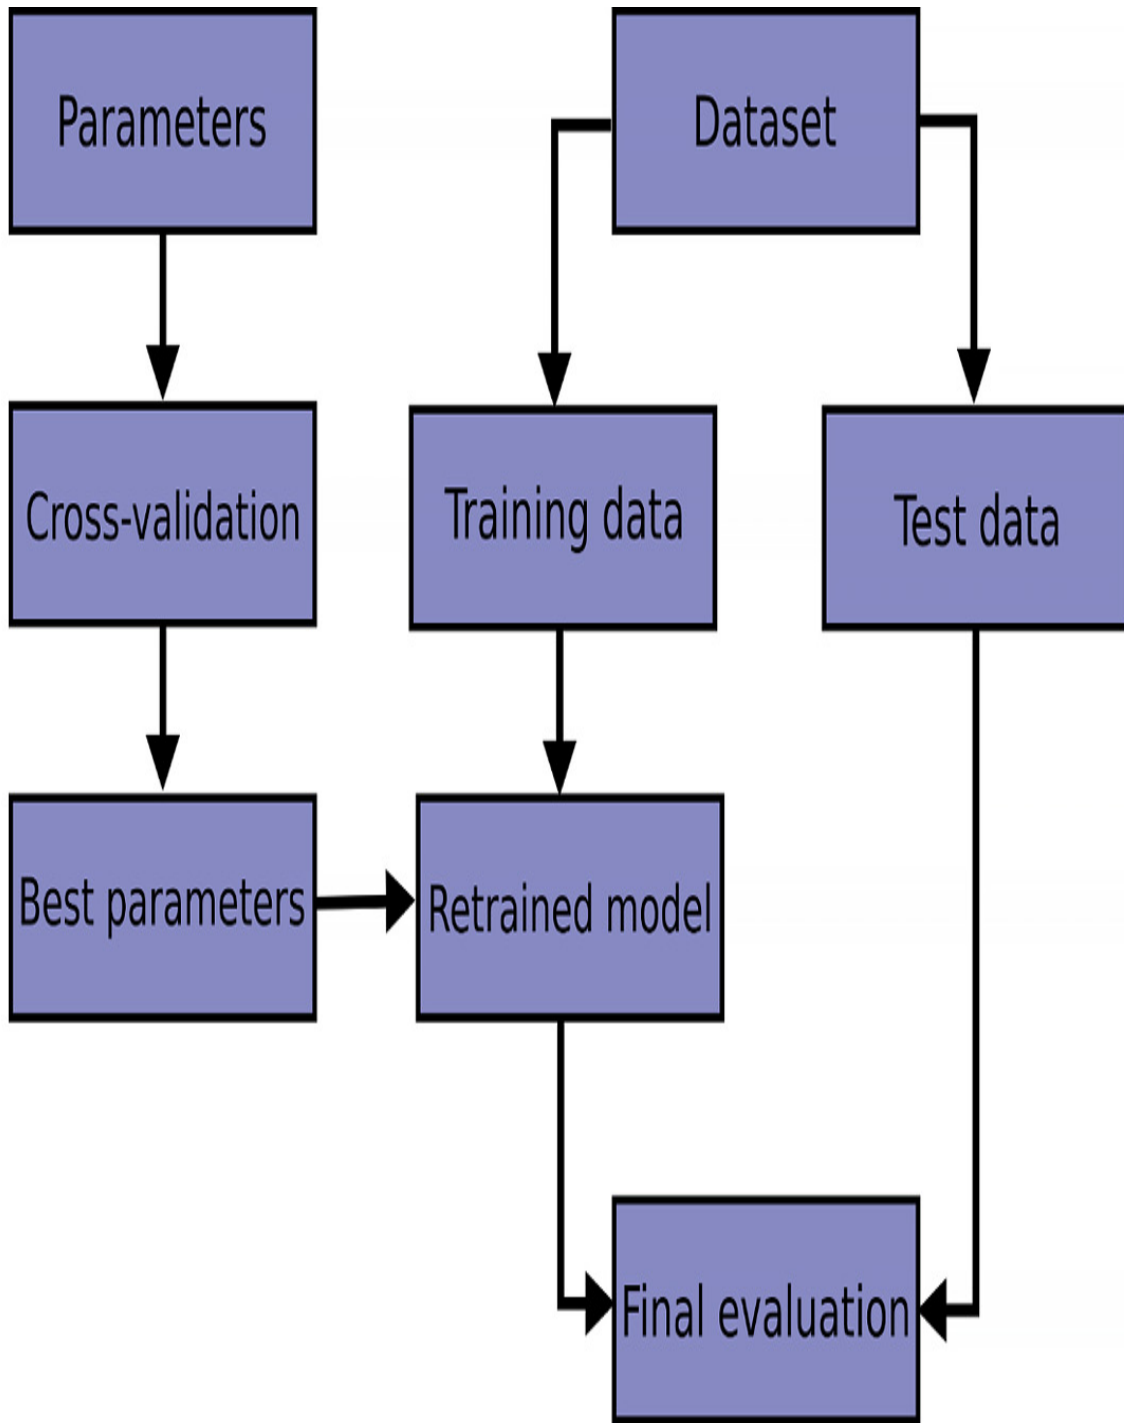 Parameters
Dataset
Cross-validation
Training data
Test data
Best parameters
Retrained model
Final evaluation